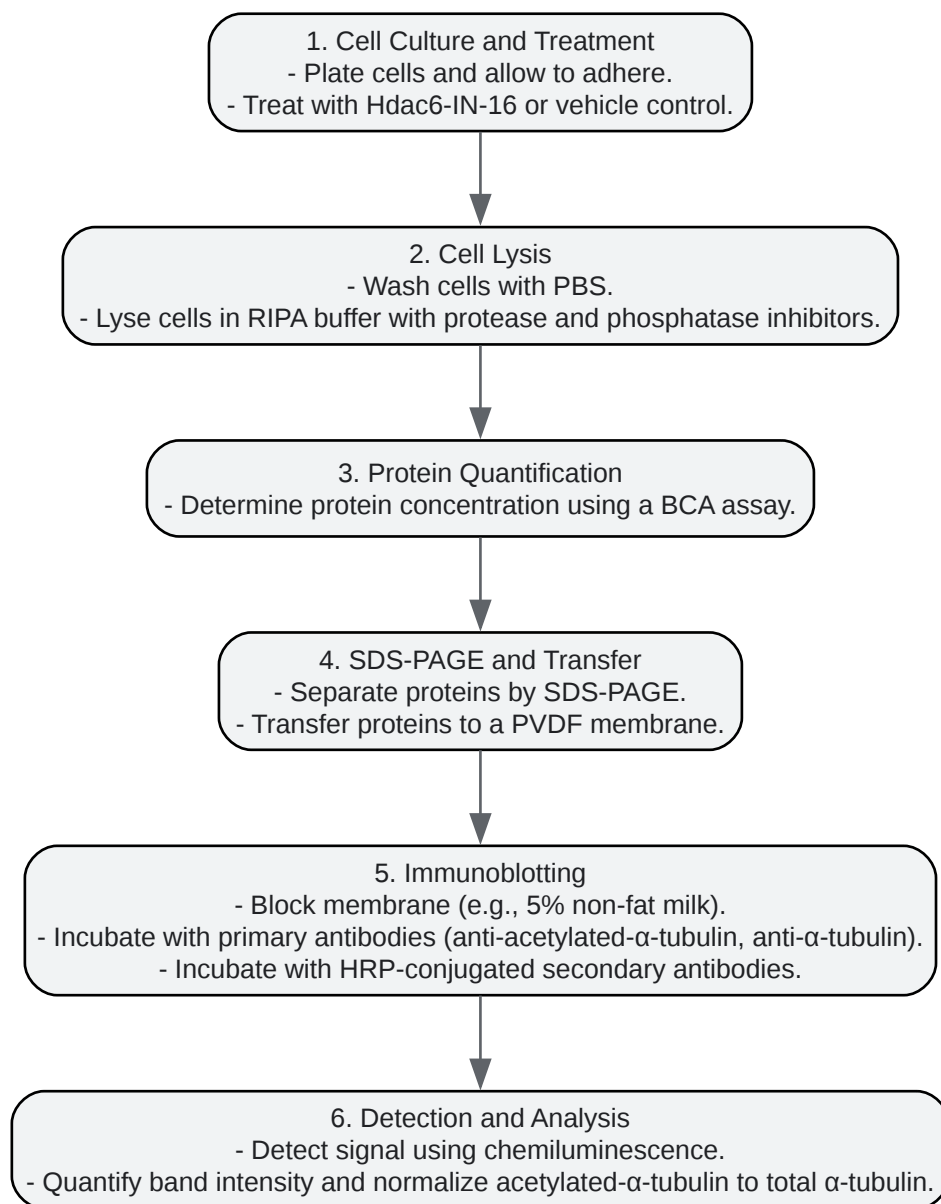 1. Cell Culture and Treatment
- Plate cells and allow to adhere.
- Treat with Hdac6-IN-16 or vehicle control.
2. Cell Lysis
- Wash cells with PBS.
- Lyse cells in RIPA buffer with protease and phosphatase inhibitors.
3. Protein Quantification
- Determine protein concentration using a BCA assay.
4. SDS-PAGE and Transfer
- Separate proteins by SDS-PAGE.
- Transfer proteins to a PVDF membrane.
5. Immunoblotting
- Block membrane (e.g., 5% non-fat milk).
- Incubate with primary antibodies (anti-acetylated-α-tubulin, anti-α-tubulin).
- Incubate with HRP-conjugated secondary antibodies.
6. Detection and Analysis
- Detect signal using chemiluminescence.
- Quantify band intensity and normalize acetylated-α-tubulin to total α-tubulin.